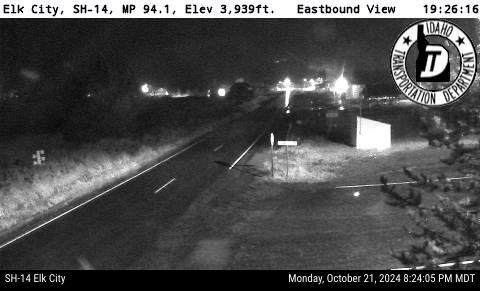 Elk City, SH-14, MP 94.1, Elev 3,939ft. Eastbound View 19:26:16
IDAHO
TRANSPORTATION DEPARTMENT
SH-14 Elk City Monday, October 21, 2024 8:24:05 PM MDT